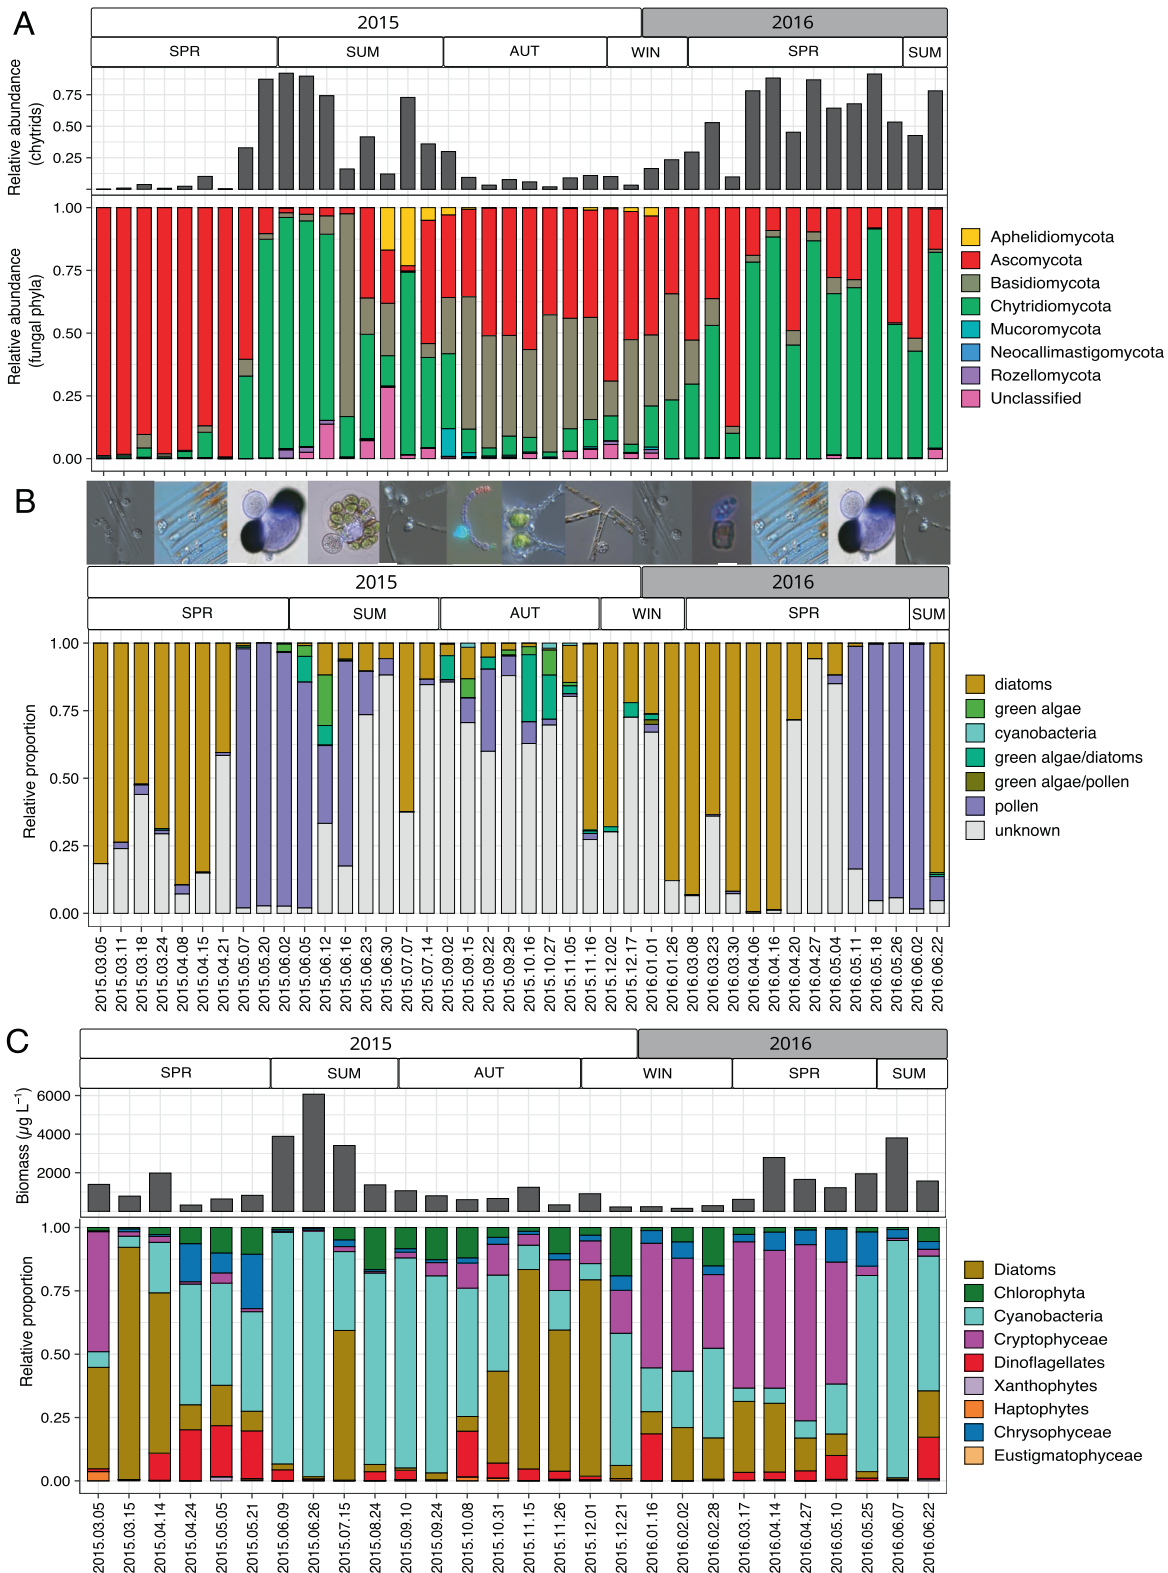 A
2015
2016
SPR
SUM
AUT
WIN
SPR
SUM
Relative abundance
(chytrids)
0.75
0.50
0.25
Relative abundance
(fungal phyla)
1.00
0.75
0.50
0.25
0.00
Aphelidiomycota
Ascomycota
Basidiomycota
Chytridiomycota
Mucoromycota
Neocallimastigomycota
Rozellomycota
Unclassified
B
2015
2016
SPR
SUM
AUT
WIN
SPR
SUM
Relative proportion
1.00
0.75
0.50
0.25
0.00
diatoms
green algae
cyanobacteria
green algae/diatoms
green algae/pollen
pollen
unknown
2015.03.05
2015.03.11
2015.03.18
2015.03.24
2015.04.08
2015.04.15
2015.04.21
2015.05.07
2015.05.20
2015.06.02
2015.06.05
2015.06.12
2015.06.16
2015.06.23
2015.06.30
2015.07.07
2015.07.14
2015.09.02
2015.09.15
2015.09.22
2015.09.29
2015.10.16
2015.10.27
2015.11.05
2015.11.16
2015.12.02
2015.12.17
2016.01.01
2016.01.26
2016.03.08
2016.03.23
2016.03.30
2016.04.06
2016.04.16
2016.04.20
2016.04.27
2016.05.04
2016.05.11
2016.05.18
2016.05.26
2016.06.02
2016.06.22
C
2015
2016
SPR
SUM
AUT
WIN
SPR
SUM
Biomass (µg L⁻¹)
6000
4000
2000
Relative proportion
1.00
0.75
0.50
0.25
0.00
Diatoms
Chlorophyta
Cyanobacteria
Cryptophyceae
Dinoflagellates
Xanthophytes
Haptophytes
Chrysophyceae
Eustigmatophyceae
2015.03.05
2015.03.15
2015.04.14
2015.04.24
2015.05.05
2015.05.21
2015.06.09
2015.06.26
2015.07.15
2015.08.24
2015.09.10
2015.09.24
2015.10.08
2015.10.31
2015.11.15
2015.11.26
2015.12.01
2015.12.21
2016.01.16
2016.02.02
2016.02.28
2016.03.17
2016.04.14
2016.04.27
2016.05.10
2016.05.25
2016.06.07
2016.06.22